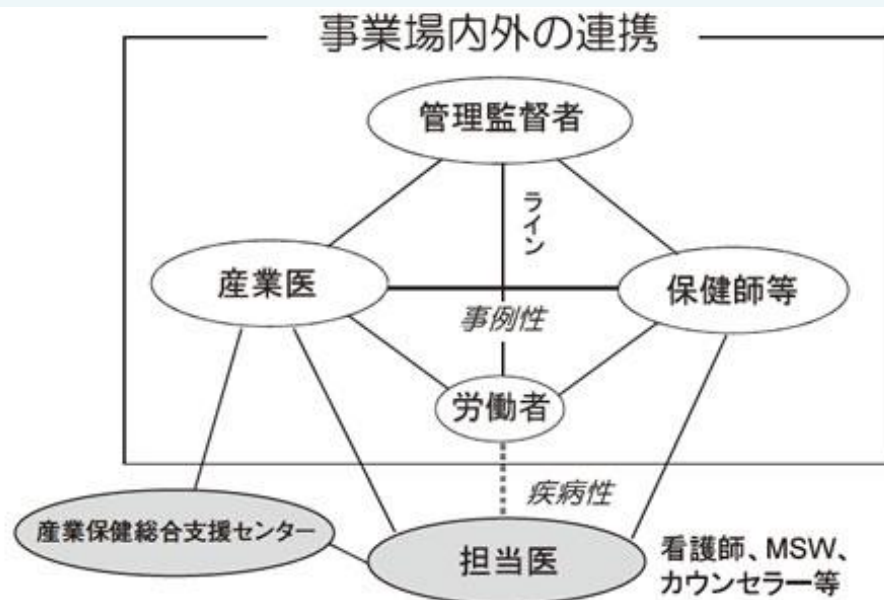 事業場内外の連携
管理監督者
ライン
産業医
保健師等
事例性
労働者
疾病性
産業保健総合支援センター
担当医
看護師、MSW、
カウンセラー等